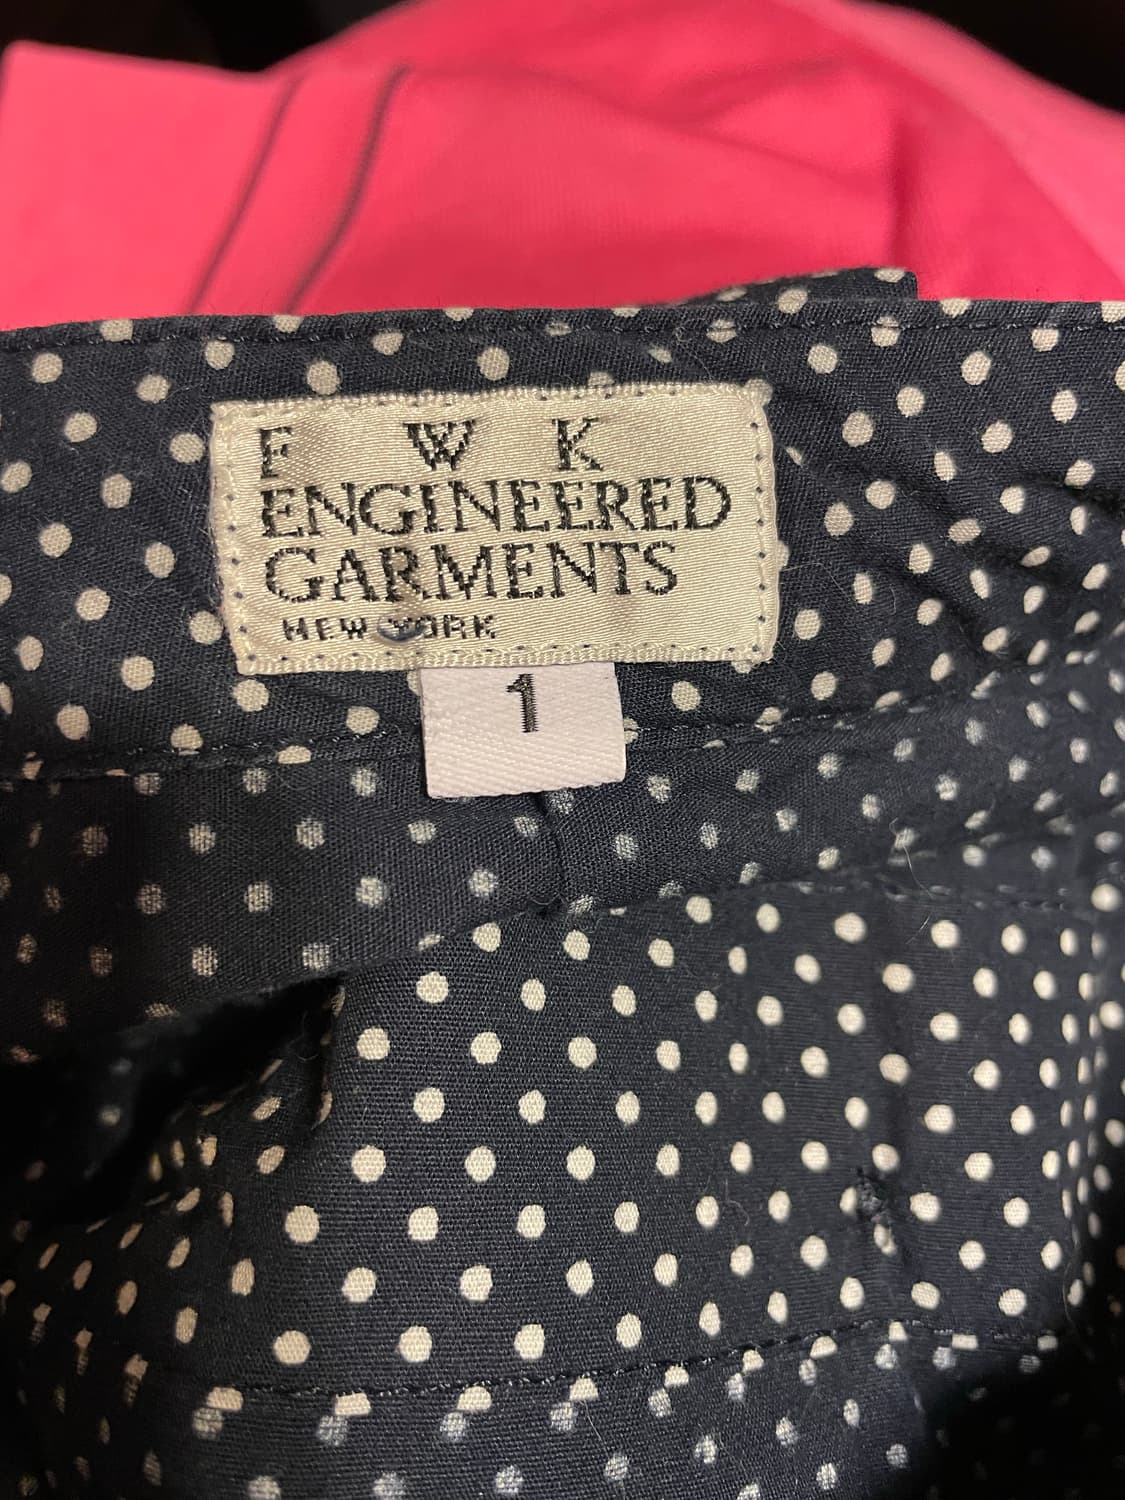 F W K
ENGINEERED
GARMENTS
NEW YORK
1